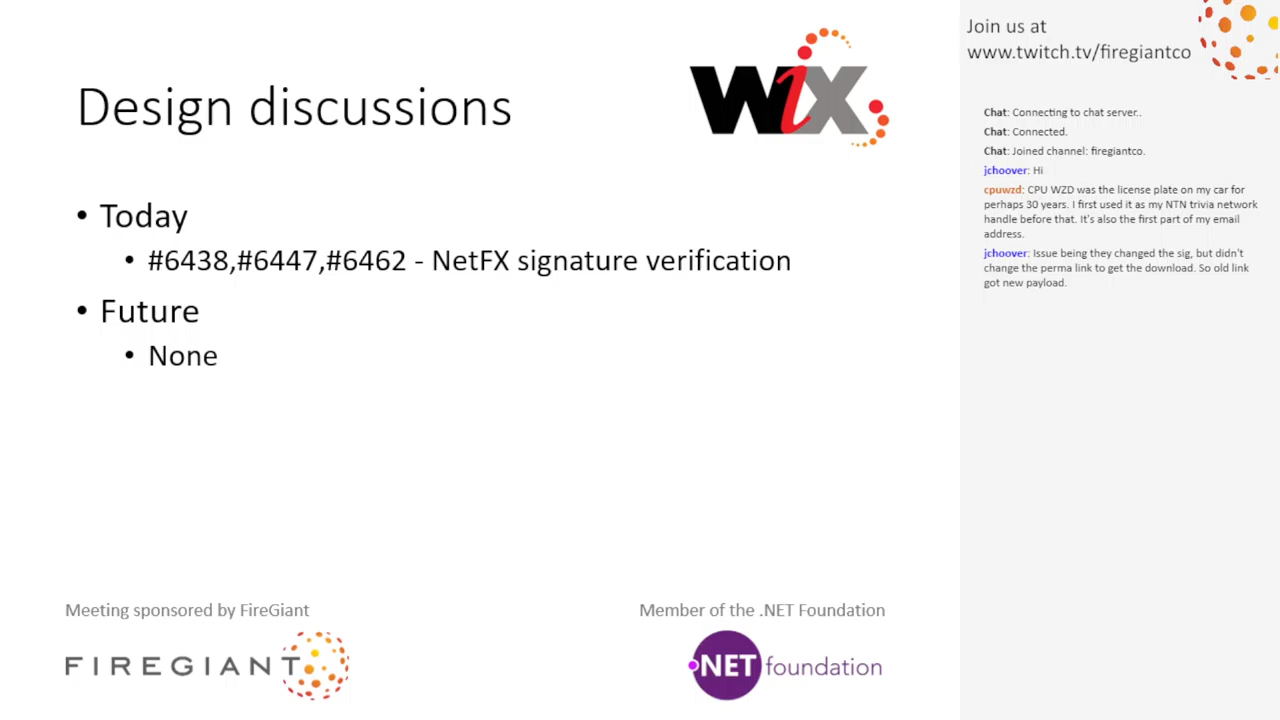 Design discussions
WiX
• Today
• #6438,#6447,#6462 - NetFX signature verification
• Future
• None
Meeting sponsored by FireGiant
FIREGIANT
Member of the .NET Foundation
.NET foundation
Join us at
www.twitch.tv/firegiantco
Chat: Connecting to chat server..
Chat: Connected.
Chat: Joined channel: firegiantco.
jchoover: Hi
cpuwzd: CPU WZD was the license plate on my car for
perhaps 30 years. I first used it as my NTN trivia network
handle before that. It's also the first part of my email
address.
jchoover: Issue being they changed the sig, but didn't
change the perma link to get the download. So old link
got new payload.